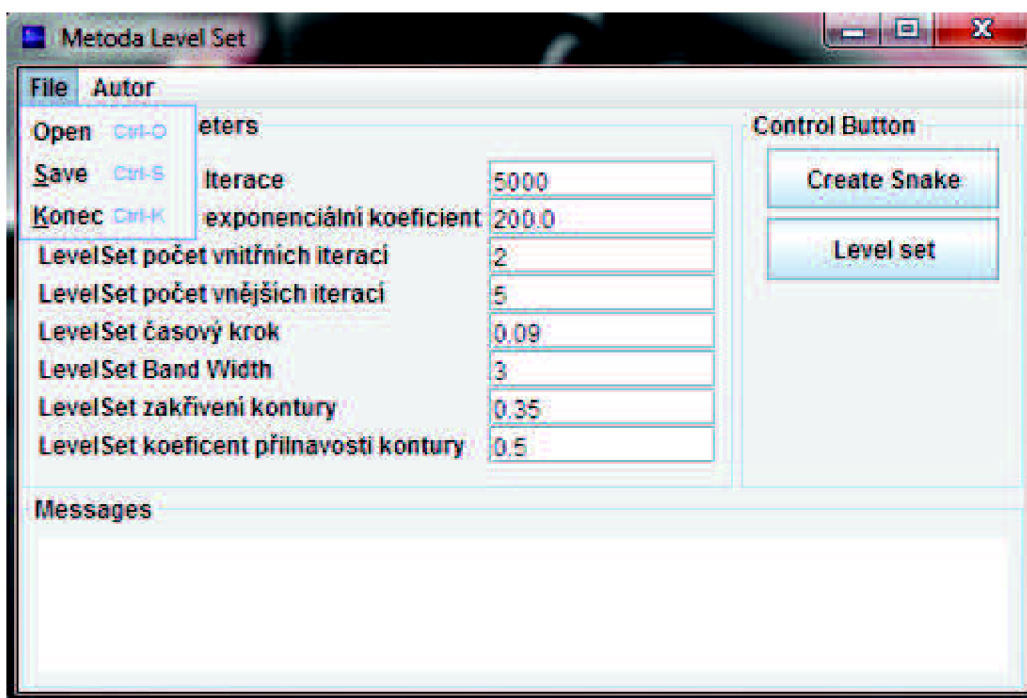 Metoda Level Set
File Autor
Open Ctrl-O
Save Ctrl-S
Konec Ctrl-K
eters
Iterace 5000
exponenciální koeficient 200.0
LevelSet počet vnitřních iterací 2
LevelSet počet vnějších iterací 5
LevelSet časový krok 0.09
LevelSet Band Width 3
LevelSet zakřivení kontury 0.35
LevelSet koeficent přilnavosti kontury 0.5
Control Button
Create Snake
Level set
Messages